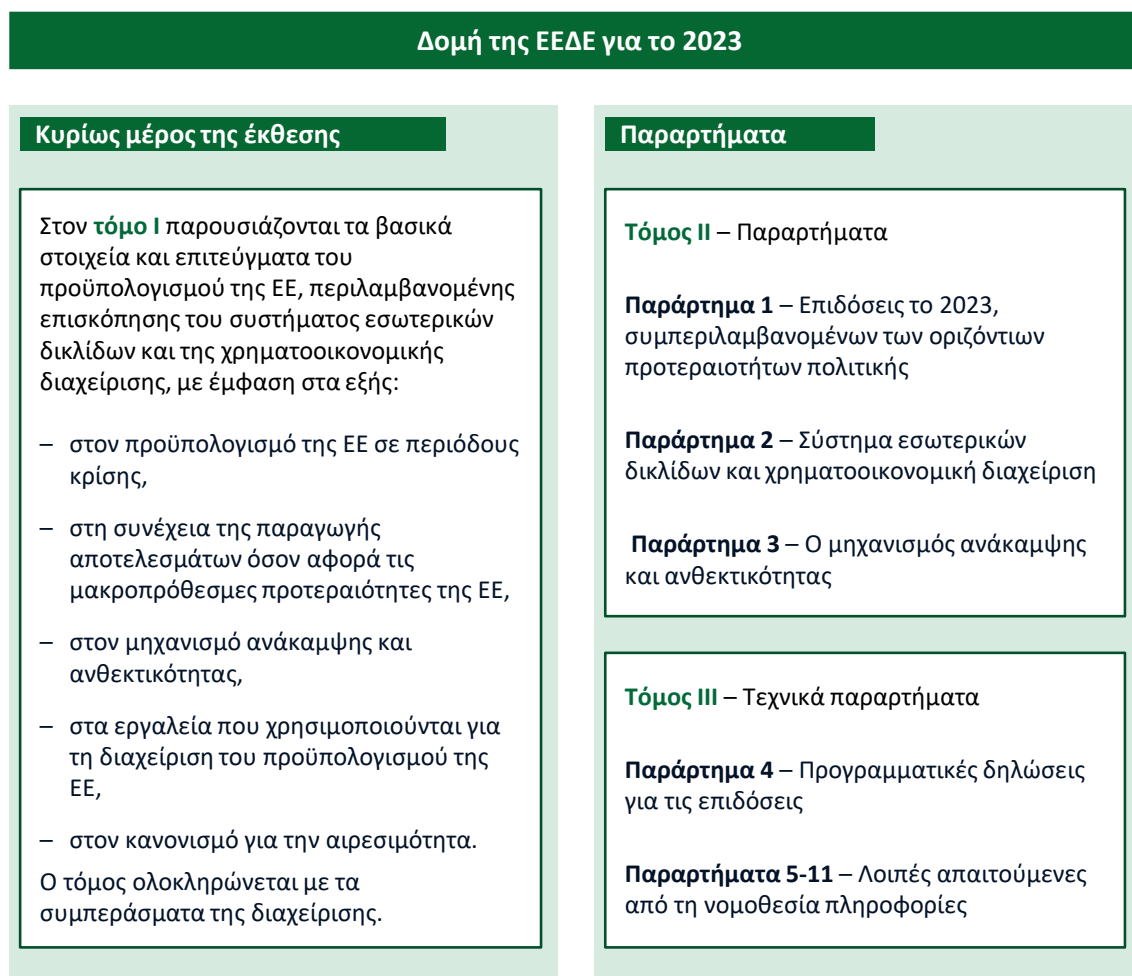 Δομή της ΕΕΔΕ για το 2023
Κυρίως μέρος της έκθεσης
Στον τόμο I παρουσιάζονται τα βασικά
στοιχεία και επιτεύγματα του
προϋπολογισμού της ΕΕ, περιλαμβανομένης
επισκόπησης του συστήματος εσωτερικών
δικλίδων και της χρηματοοικονομικής
διαχείρισης, με έμφαση στα εξής:
– στον προϋπολογισμό της ΕΕ σε περιόδους
κρίσης,
– στη συνέχεια της παραγωγής
αποτελεσμάτων όσον αφορά τις
μακροπρόθεσμες προτεραιότητες της ΕΕ,
– στον μηχανισμό ανάκαμψης και
ανθεκτικότητας,
– στα εργαλεία που χρησιμοποιούνται για
τη διαχείριση του προϋπολογισμού της
ΕΕ,
– στον κανονισμό για την αιρεσιμότητα.
Ο τόμος ολοκληρώνεται με τα
συμπεράσματα της διαχείρισης.
Παραρτήματα
Τόμος II – Παραρτήματα
Παράρτημα 1 – Επιδόσεις το 2023,
συμπεριλαμβανομένων των οριζόντιων
προτεραιοτήτων πολιτικής
Παράρτημα 2 – Σύστημα εσωτερικών
δικλίδων και χρηματοοικονομική διαχείριση
Παράρτημα 3 – Ο μηχανισμός ανάκαμψης
και ανθεκτικότητας
Τόμος III – Τεχνικά παραρτήματα
Παράρτημα 4 – Προγραμματικές δηλώσεις
για τις επιδόσεις
Παραρτήματα 5-11 – Λοιπές απαιτούμενες
από τη νομοθεσία πληροφορίες